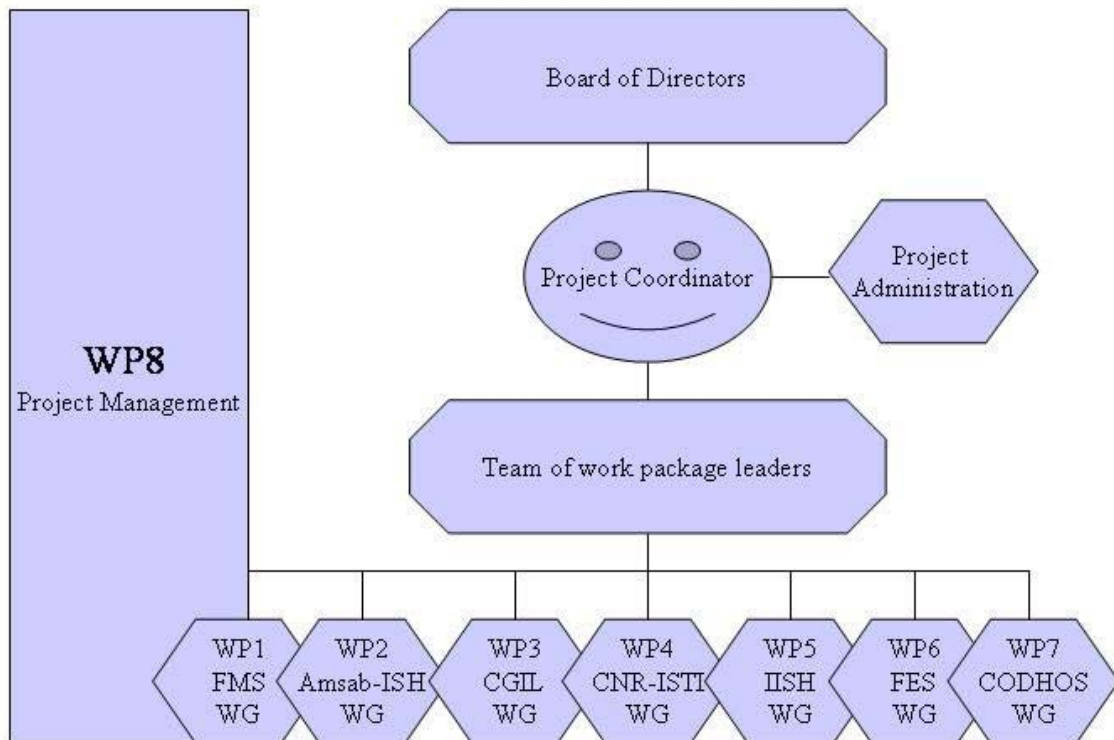 Board of Directors
Project Coordinator
Project
Administration
WP8
Project Management
Team of work package leaders
WP1
FMS
WG
WP2
Amsab-ISH
WG
WP3
CGIL
WG
WP4
CNR-ISTI
WG
WP5
IISH
WG
WP6
FES
WG
WP7
CODHOS
WG